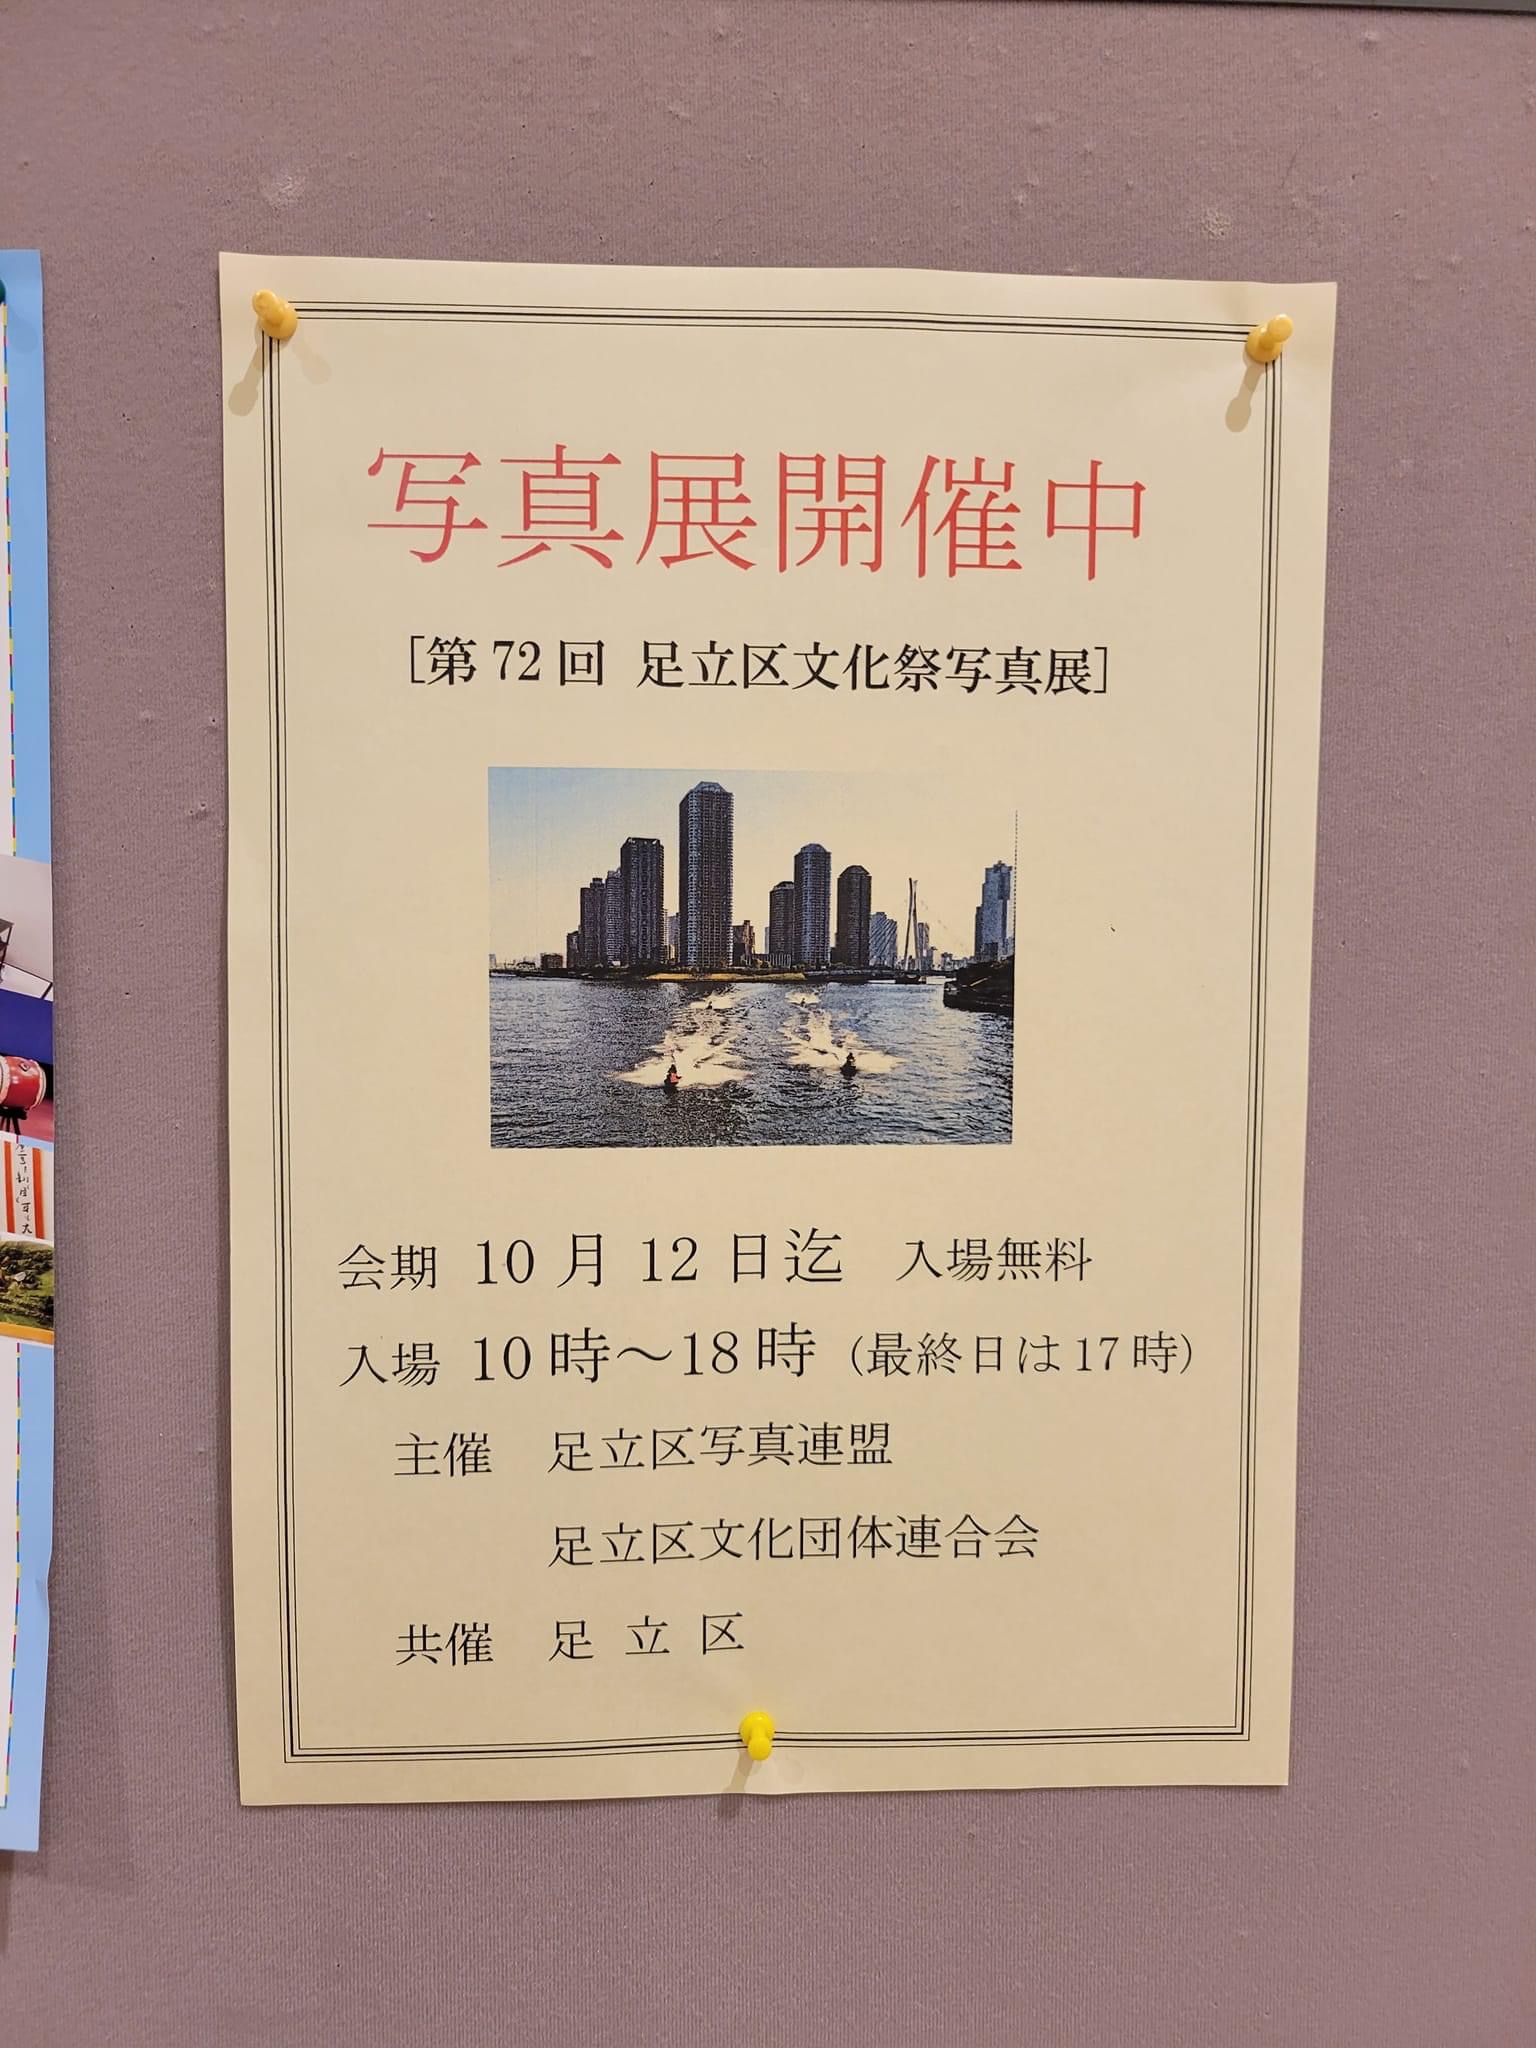 写真展開催中
[第72回 足立区文化祭写真展]
会期 10月12日迄 入場無料
入場 10時～18時 (最終日は17時)
主催 足立区写真連盟
足立区文化団体連合会
共催 足立区